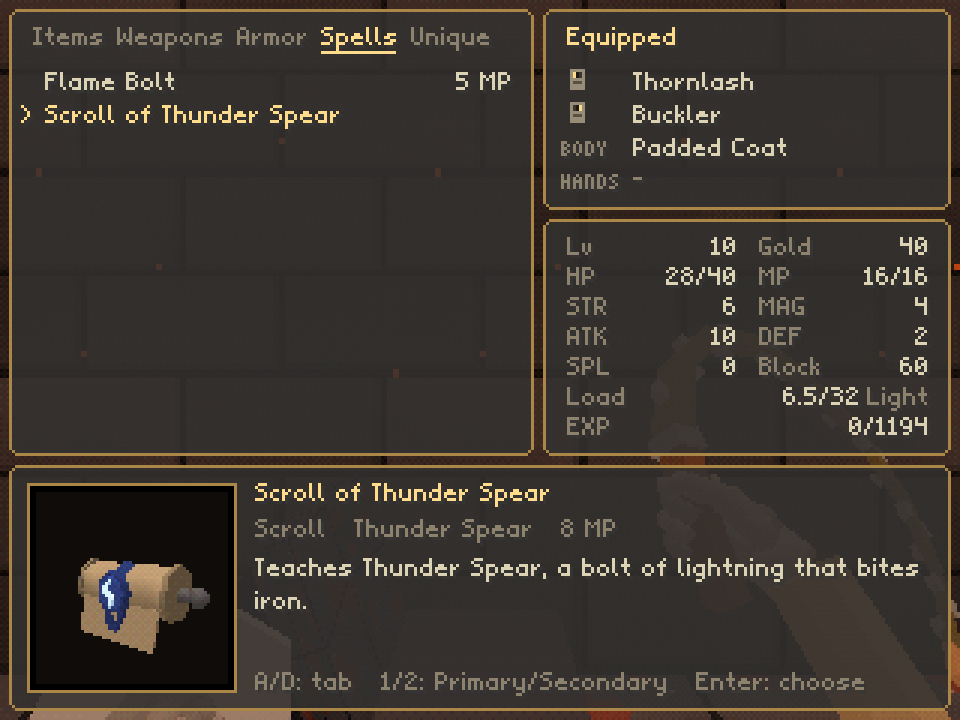 Items Weapons Armor Spells Unique
Flame Bolt 5 MP
> Scroll of Thunder Spear
Equipped
Thornlash
Buckler
BODY Padded Coat
HANDS -
Lv 10 Gold 40
HP 28/40 MP 16/16
STR 6 MAG 4
ATK 10 DEF 2
SPL 0 Block 60
Load 6.5/32 Light
EXP 0/1194
Scroll of Thunder Spear
Scroll Thunder Spear 8 MP
Teaches Thunder Spear, a bolt of lightning that bites
iron.
A/D: tab 1/2: Primary/Secondary Enter: choose